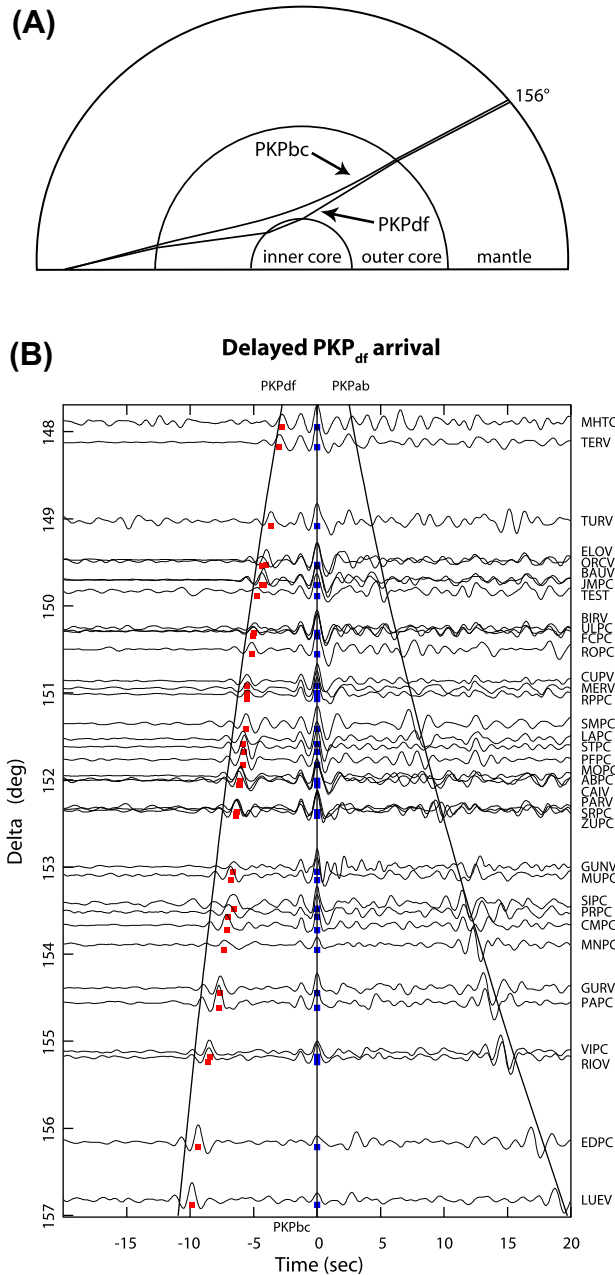 (A)
156°
PKPbc
PKPdf
inner core
outer core
mantle
(B)
Delayed PKPdf arrival
PKPdf
PKPab
MHTO
TERV
TURV
ELOV
ORCV
BAUV
JMPC
TEST
BIRV
ULPC
FCPC
ROPC
CUPV
MERV
RPPC
SMPC
LAPC
STPC
PFPC
MOPC
ABPC
CAIV
PARV
SRPC
ZUPC
GUNV
MUPC
SIPC
PRPC
CMPC
MNPC
GURV
PAPC
VIPC
RIOV
EDPC
LUEV
148
149
150
151
152
153
154
155
156
157
Delta (deg)
PKPbc
-15
-10
-5
0
5
10
15
20
Time (sec)